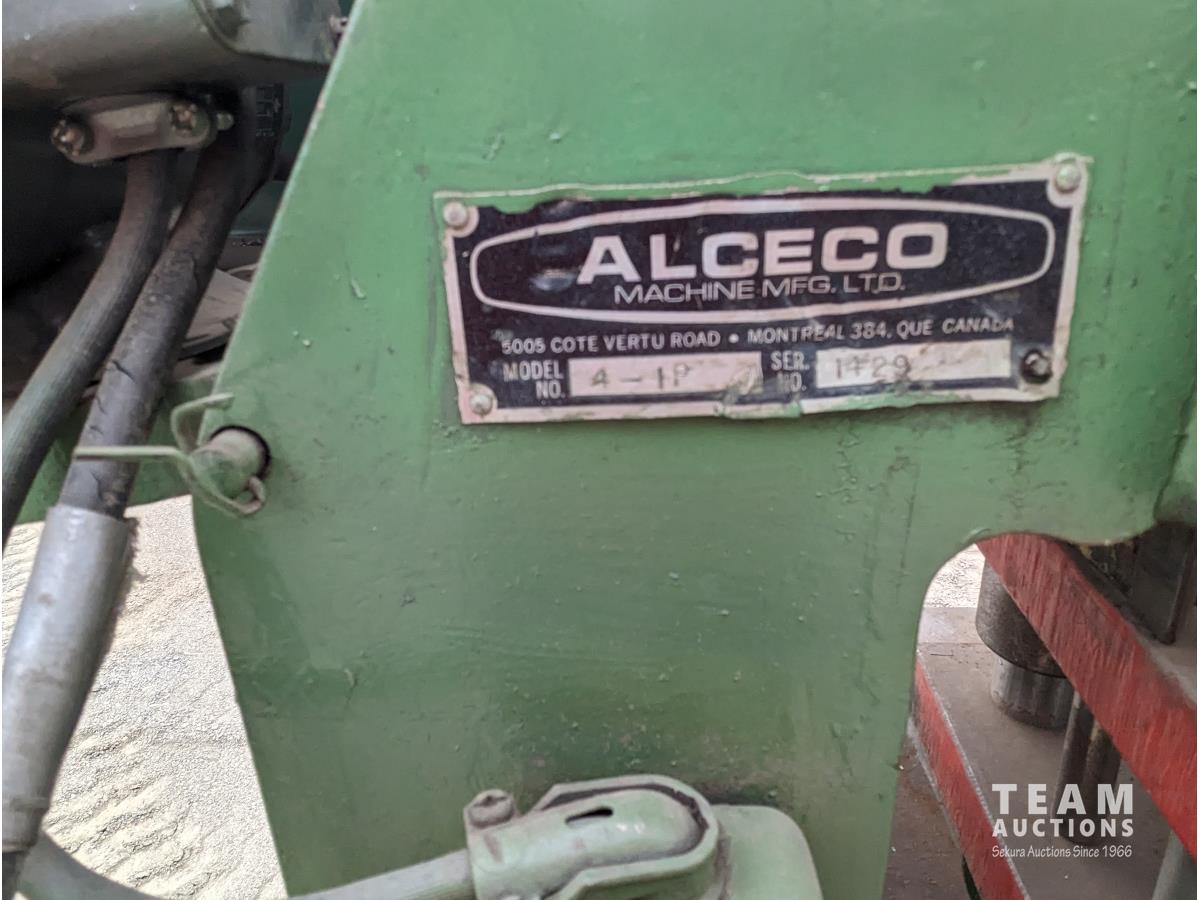 ALCECO
MACHINE MFG. LTD.
5005 COTE VERTU ROAD • MONTREAL 384, QUE CANADA
MODEL NO. 4-1P SER. NO. 1429
TEAM
AUCTIONS
Sekura Auctions Since 1966